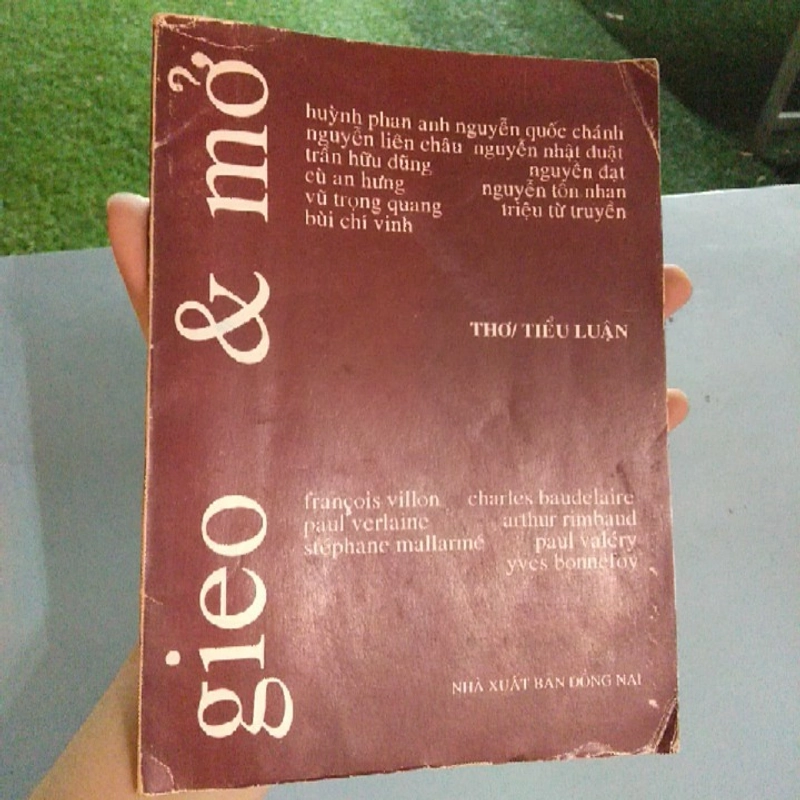 gieo & mở
huỳnh phan anh nguyễn quốc chánh
nguyễn liên châu nguyễn nhật duật
trần hữu dũng nguyễn đạt
cù an hưng nguyễn tôn nhan
vũ trọng quang triệu từ truyền
bùi chí vinh
THƠ/ TIỂU LUẬN
françois villon charles baudelaire
paul verlaine arthur rimbaud
stéphane mallarmé paul valéry
yves bonnefoy
NHÀ XUẤT BẢN ĐỒNG NAI